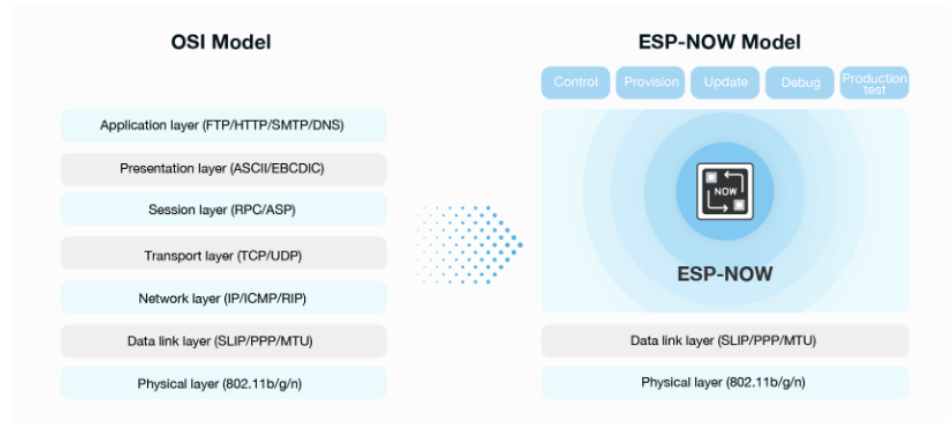 OSI Model
Application layer (FTP/HTTP/SMTP/DNS)
Presentation layer (ASCII/EBCDIC)
Session layer (RPC/ASP)
Transport layer (TCP/UDP)
Network layer (IP/ICMP/RIP)
Data link layer (SLIP/PPP/MTU)
Physical layer (802.11b/g/n)
ESP-NOW Model
Control
Provision
Update
Debug
Production
test
NOW
ESP-NOW
Data link layer (SLIP/PPP/MTU)
Physical layer (802.11b/g/n)